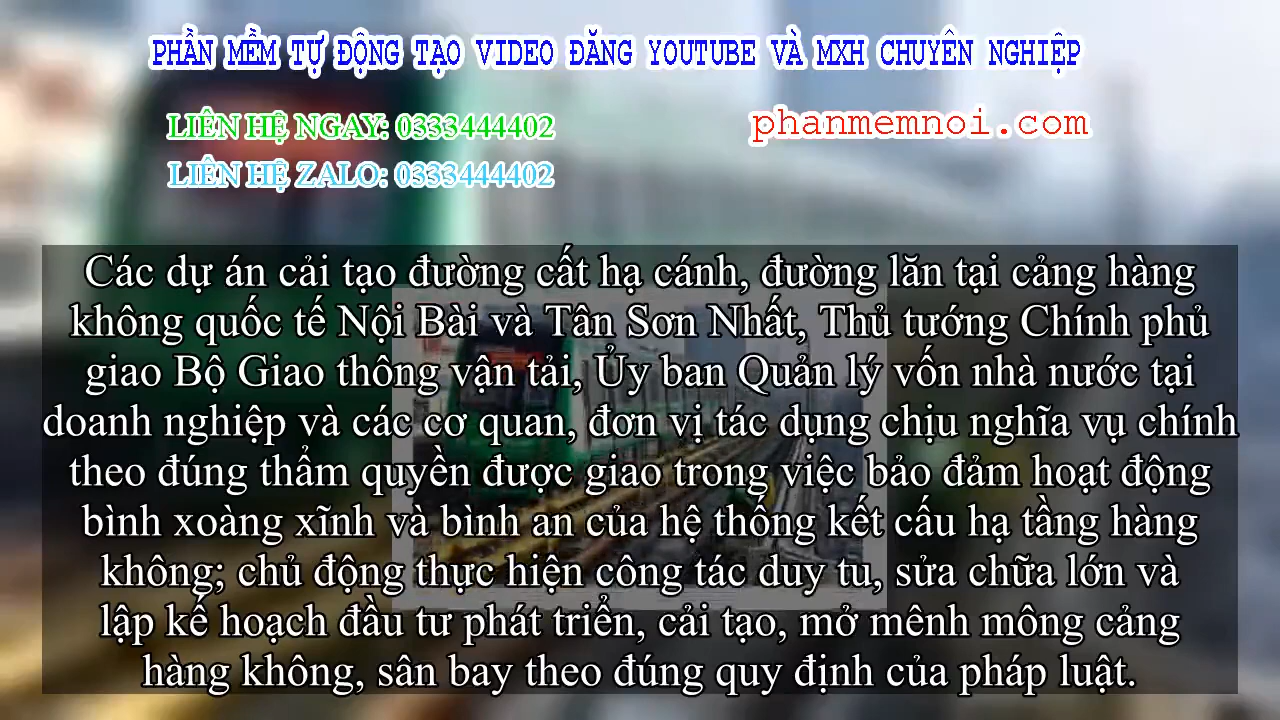 PHẦN MỀM TỰ ĐỘNG TẠO VIDEO ĐĂNG YOUTUBE VÀ MXH CHUYÊN NGHIỆP
LIÊN HỆ NGAY: 0333444402
phanmemnoi.com
LIÊN HỆ ZALO: 0333444402
Các dự án cải tạo đường cất hạ cánh, đường lăn tại cảng hàng
không quốc tế Nội Bài và Tân Sơn Nhất, Thủ tướng Chính phủ
giao Bộ Giao thông vận tải, Ủy ban Quản lý vốn nhà nước tại
doanh nghiệp và các cơ quan, đơn vị tác dụng chịu nghĩa vụ chính
theo đúng thẩm quyền được giao trong việc bảo đảm hoạt động
bình xoàng xĩnh và bình an của hệ thống kết cấu hạ tầng hàng
không; chủ động thực hiện công tác duy tu, sửa chữa lớn và
lập kế hoạch đầu tư phát triển, cải tạo, mở mênh mông cảng
hàng không, sân bay theo đúng quy định của pháp luật.